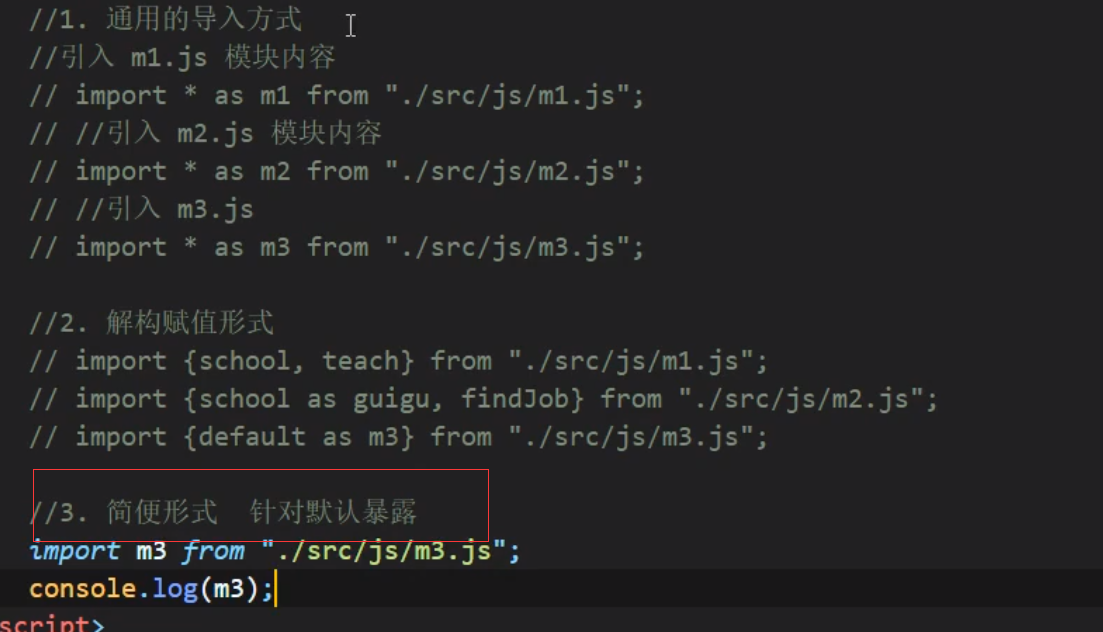 //1. 通用的导入方式
//引入 m1.js 模块内容
// import * as m1 from "./src/js/m1.js";
// //引入 m2.js 模块内容
// import * as m2 from "./src/js/m2.js";
// //引入 m3.js
// import * as m3 from "./src/js/m3.js";
//2. 解构赋值形式
// import {school, teach} from "./src/js/m1.js";
// import {school as guigu, findJob} from "./src/js/m2.js";
// import {default as m3} from "./src/js/m3.js";
//3. 简便形式  针对默认暴露
import m3 from "./src/js/m3.js";
console.log(m3);
script>